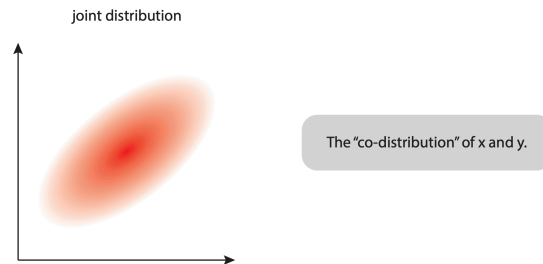 joint distribution
The “co-distribution” of x and y.